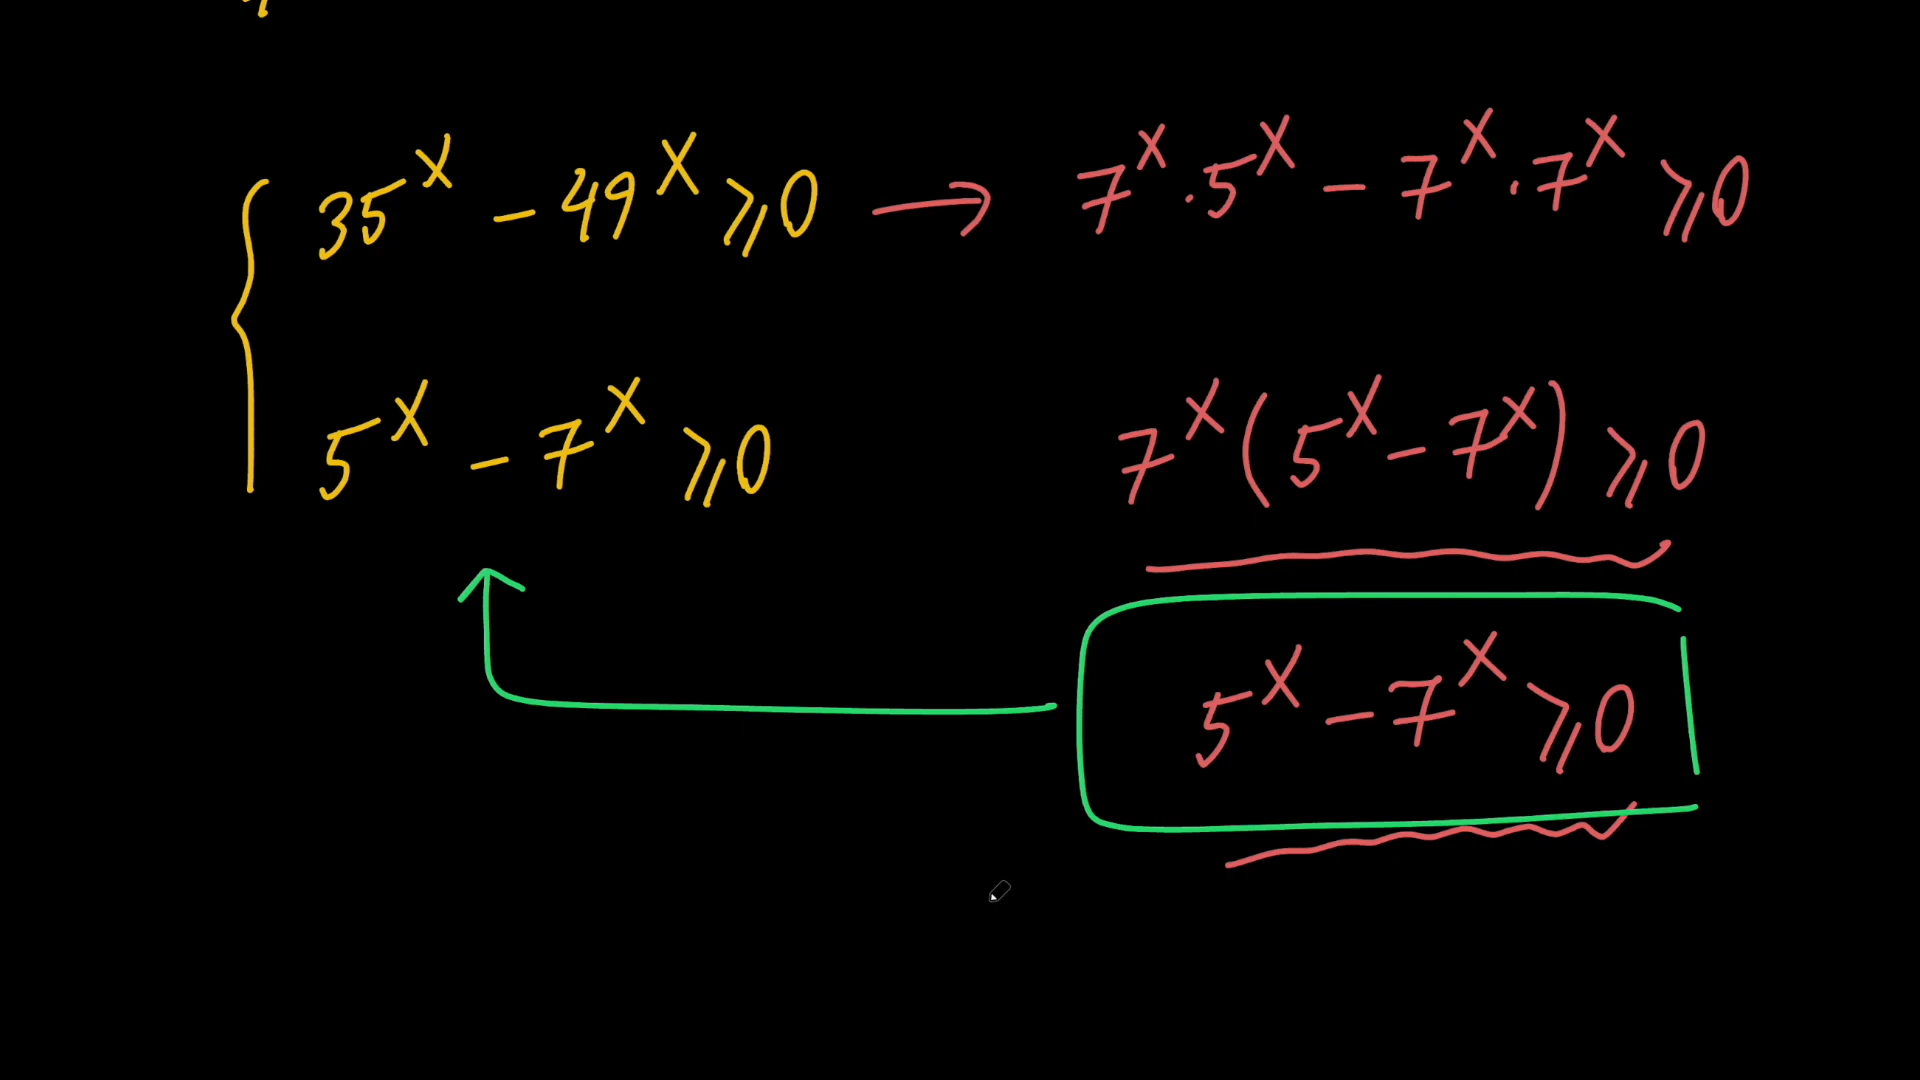 35^x - 49^x ⩾ 0 → 7^x · 5^x - 7^x · 7^x ⩾ 0
5^x - 7^x ⩾ 0
7^x (5^x - 7^x) ⩾ 0
5^x - 7^x ⩾ 0